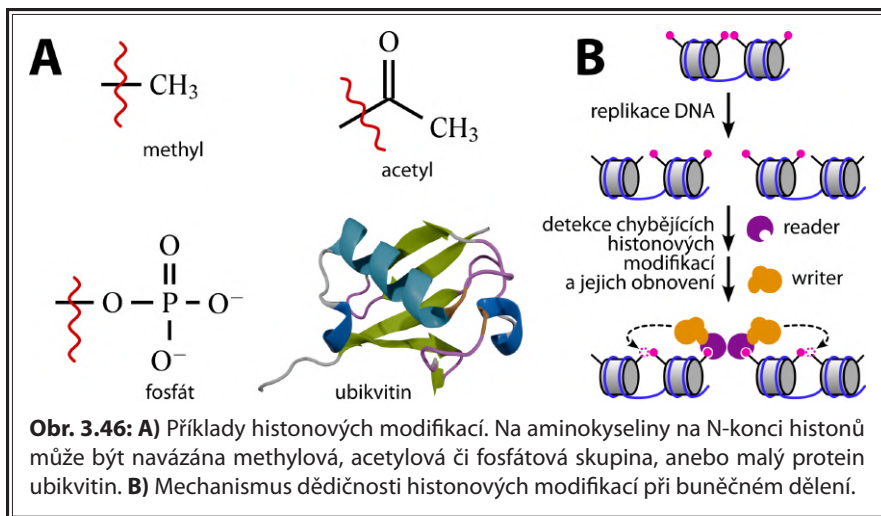 A
CH₃
methyl
O
CH₃
acetyl
O
O
P
O⁻
O⁻
fosfát
ubikvitin
B
replikace DNA
detekce chybějících
histonových
modifikací
a jejich obnovení
reader
writer
Obr. 3.46: A) Příklady histonových modifikací. Na aminokyseliny na N-konci histonů
může být navázána methylová, acetylová či fosfátová skupina, anebo malý protein
ubikvitin. B) Mechanismus dědičnosti histonových modifikací při buněčném dělení.